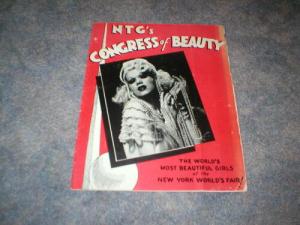 NTG's
CONGRESS of BEAUTY
THE WORLD'S
MOST BEAUTIFUL GIRLS
at the
NEW YORK WORLD'S FAIR!